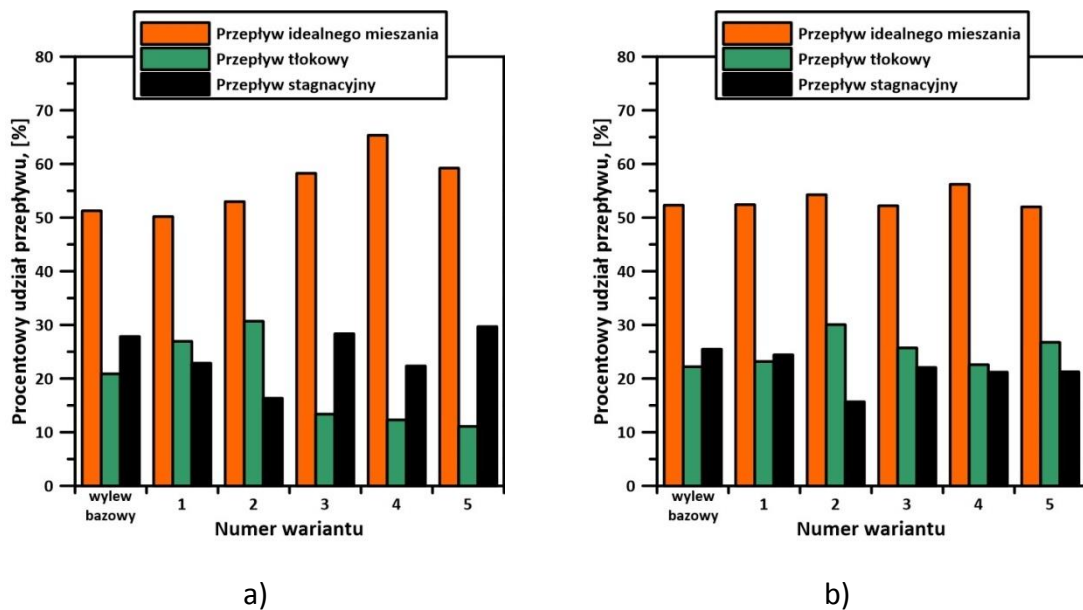 Przepływ idealnego mieszania
Przepływ tłokowy
Przepływ stagnacyjny
Procentowy udział przepływu, [%]
80
70
60
50
40
30
20
10
0
wylew
bazowy
1
2
3
4
5
Numer wariantu
a)
Przepływ idealnego mieszania
Przepływ tłokowy
Przepływ stagnacyjny
Procentowy udział przepływu, [%]
80
70
60
50
40
30
20
10
0
wylew
bazowy
1
2
3
4
5
Numer wariantu
b)